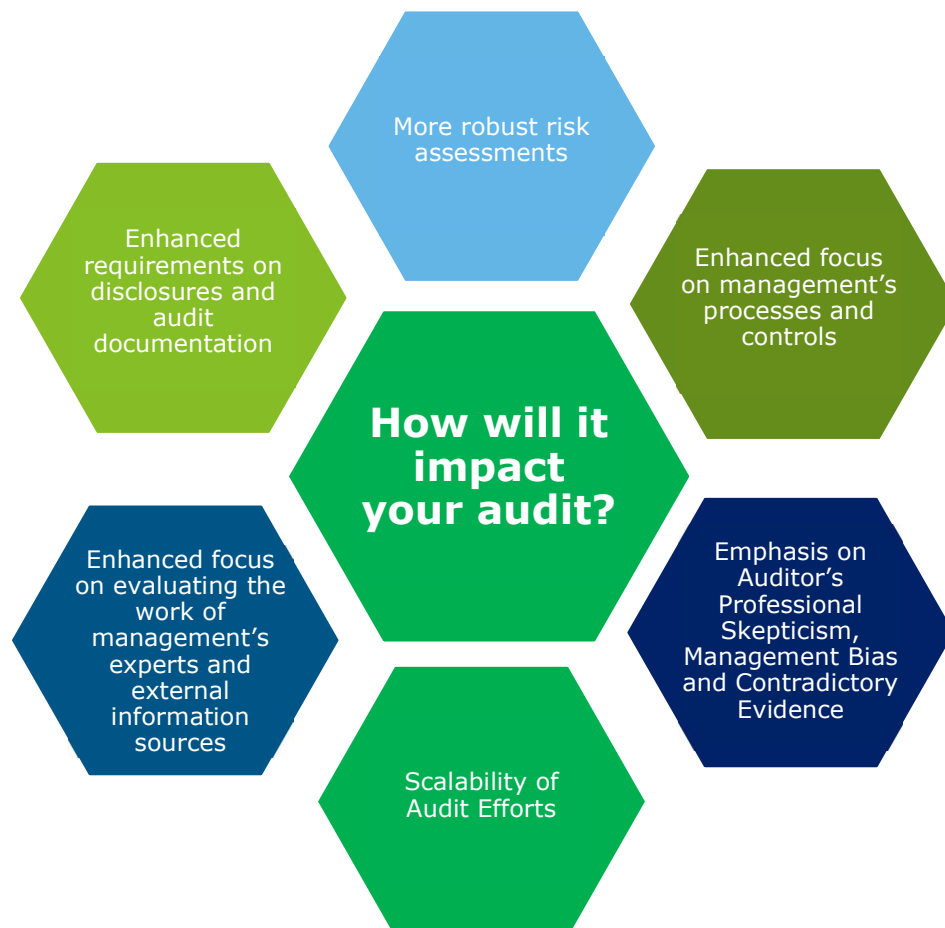 More robust risk
assessments
Enhanced
requirements on
disclosures and
audit
documentation
Enhanced focus
on management’s
processes and
controls
How will it
impact
your audit?
Enhanced focus
on evaluating the
work of
management’s
experts and
external
information
sources
Emphasis on
Auditor’s
Professional
Skepticism,
Management Bias
and Contradictory
Evidence
Scalability of
Audit Efforts